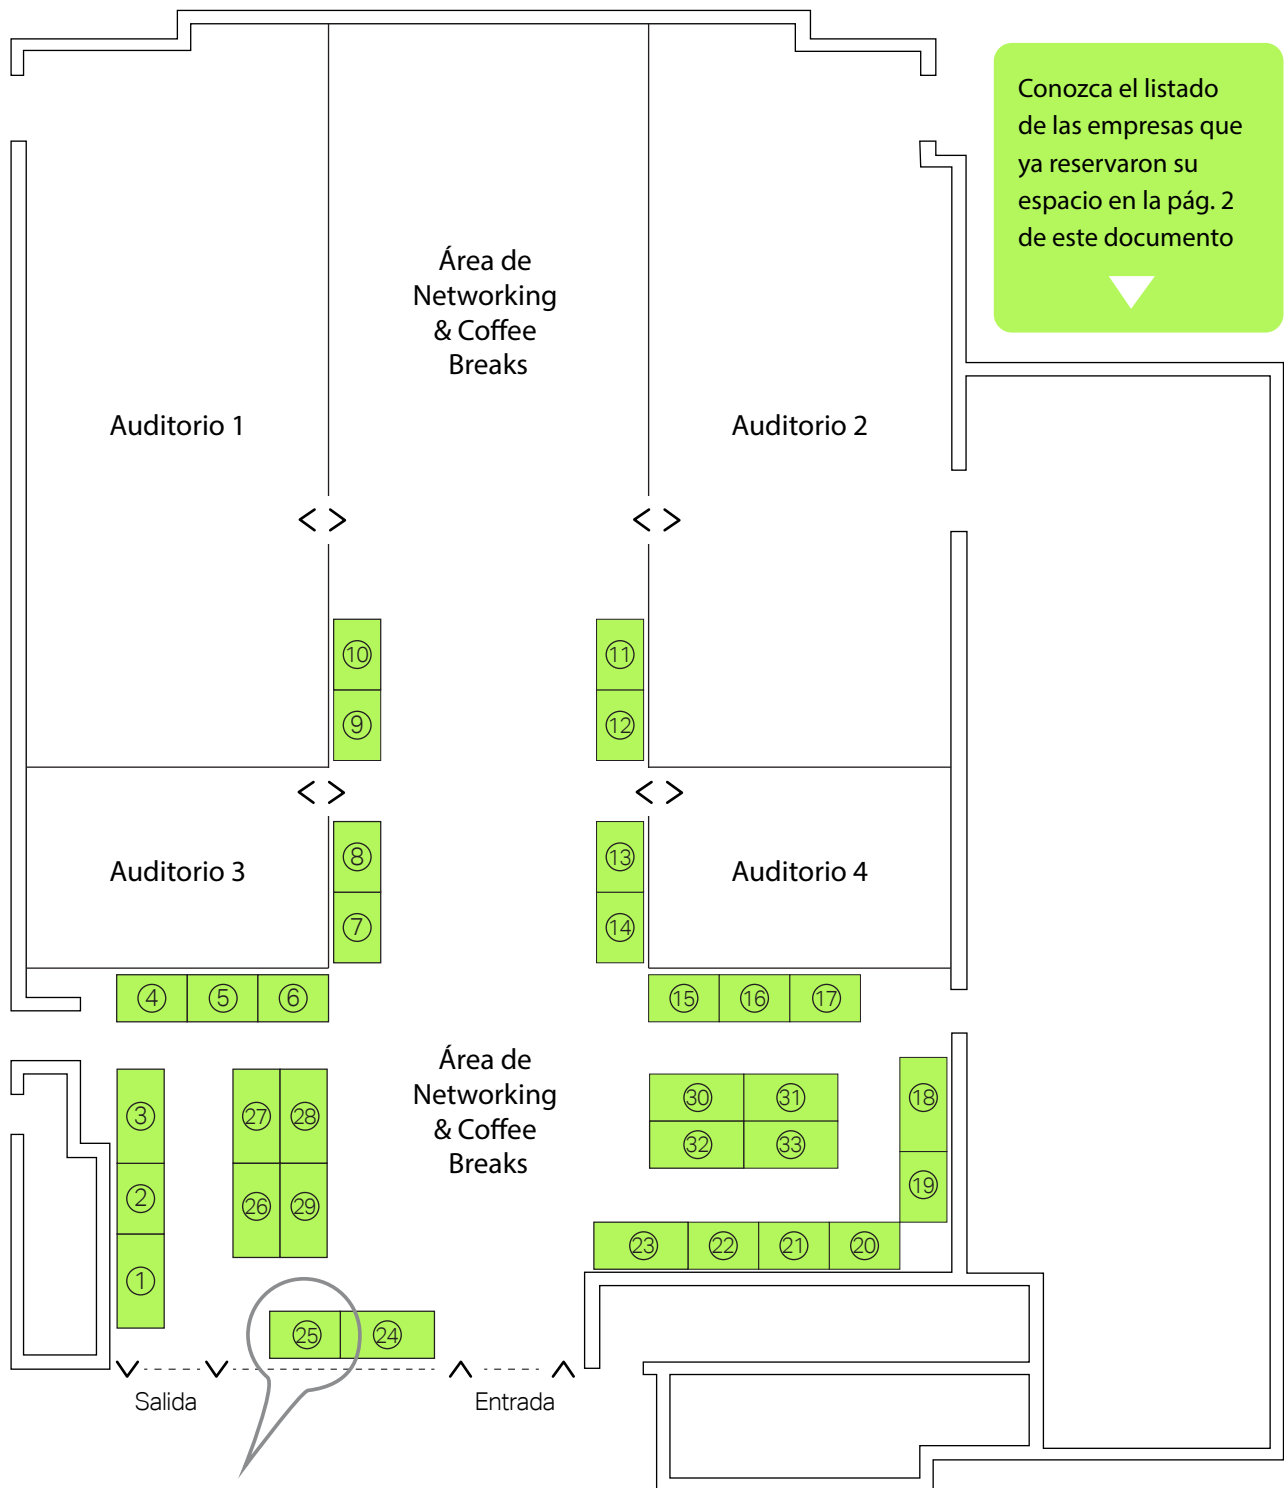 Conozca el listado
de las empresas que
ya reservaron su
espacio en la pág. 2
de este documento
Área de
Networking
& Coffee
Breaks
Auditorio 1
Auditorio 2
10
11
9
12
Auditorio 3
Auditorio 4
8
13
7
14
4 5 6
15 16 17
Área de
Networking
& Coffee
Breaks
3
27 28
30 31
18
32 33
2
26 29
19
1
23 22 21 20
25 24
Salida
Entrada